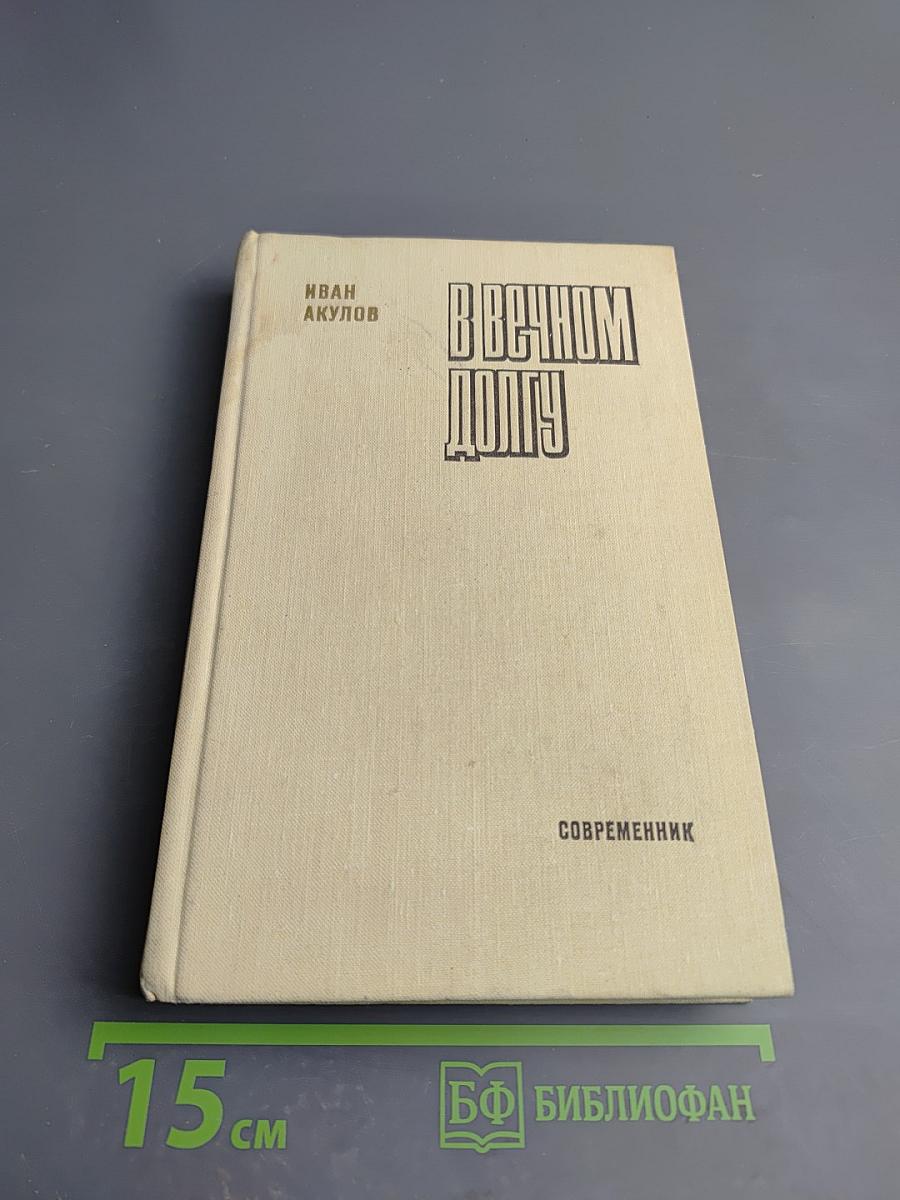 ИВАН
АКУЛОВ
В ВЕЧНОМ
ДОЛГУ
СОВРЕМЕННИК
15 см
БФ БИБЛИОФАН